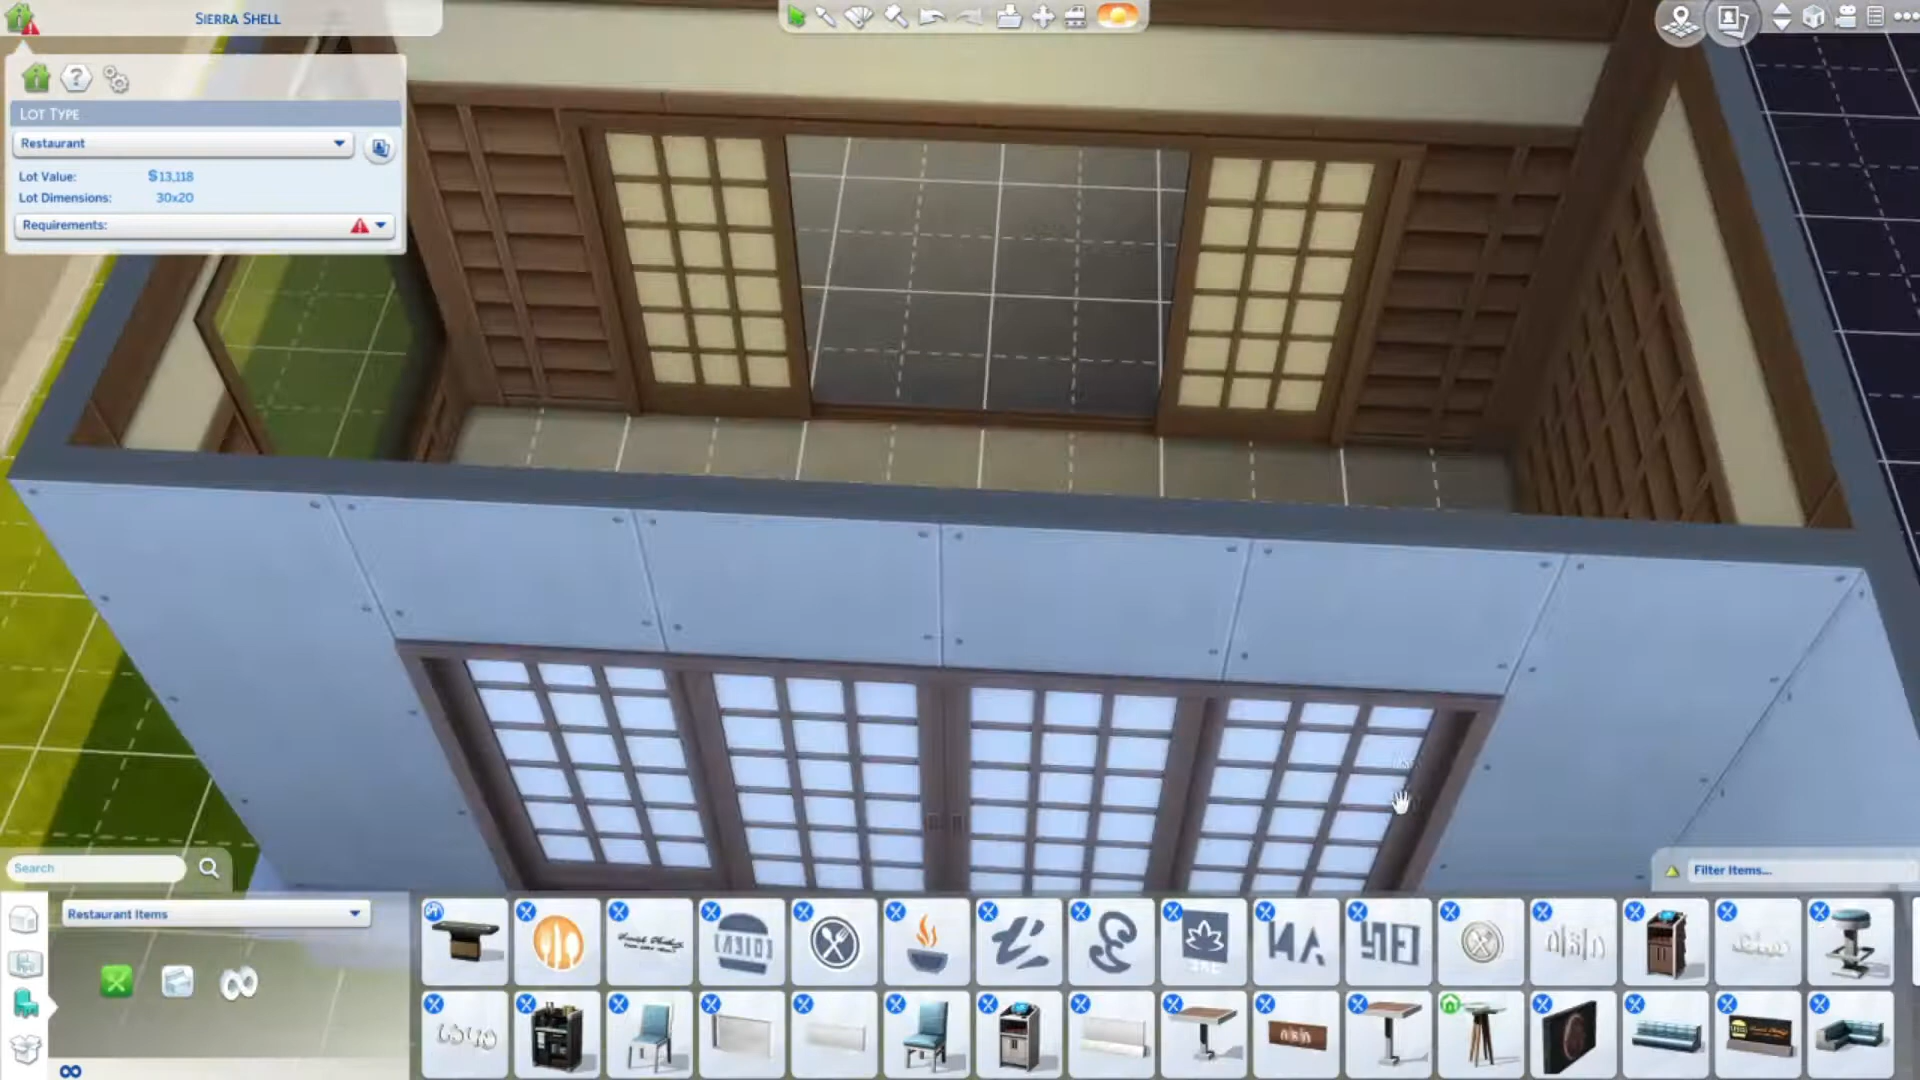 SIERRA SHELL
LOT TYPE
Restaurant
Lot Value: $13,118
Lot Dimensions: 30x20
Requirements:
Search
Filter Items...
Restaurant Items